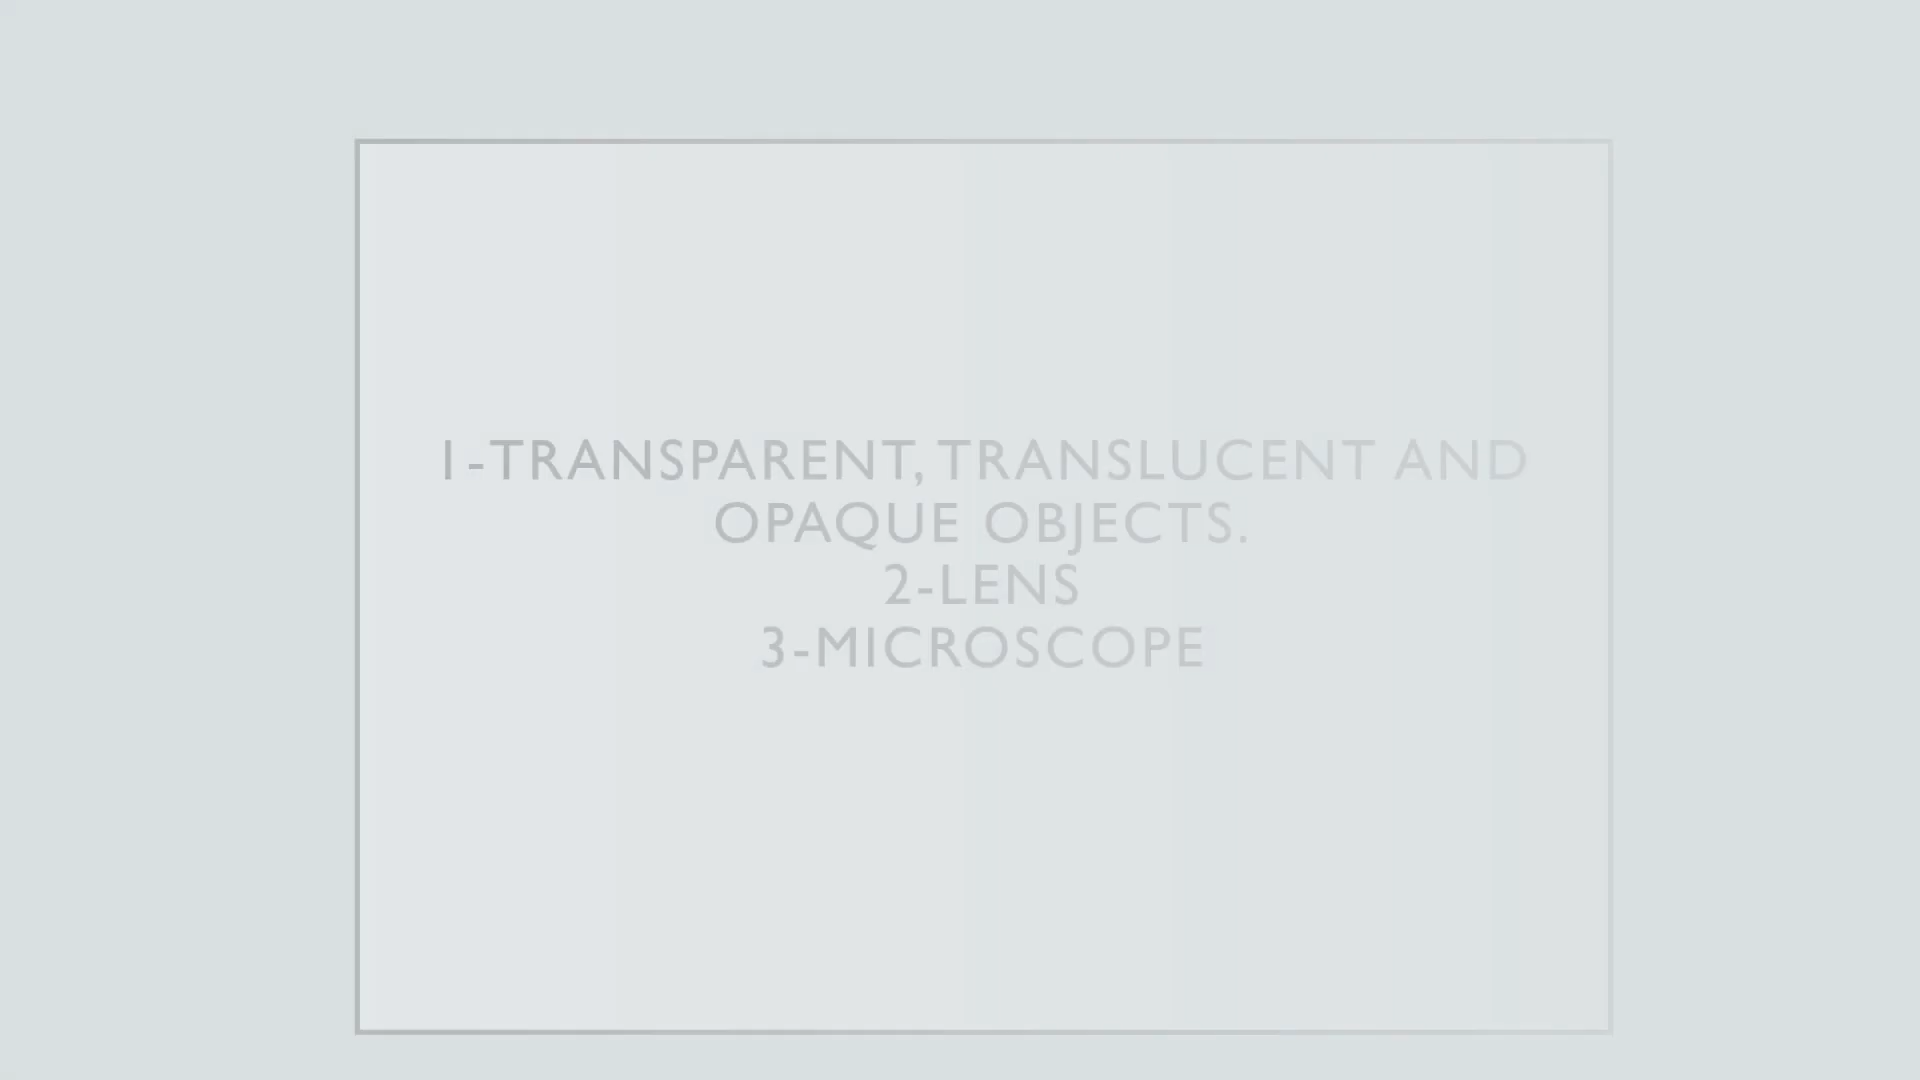 1-TRANSPARENT, TRANSLUCENT AND
OPAQUE OBJECTS.
2-LENS
3-MICROSCOPE